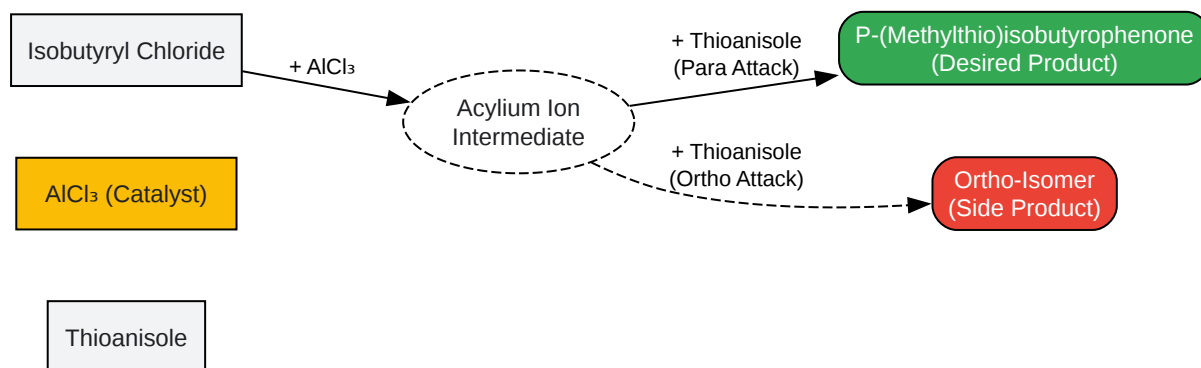 Isobutyryl Chloride
+ AlCl₃
Acylium Ion
Intermediate
+ Thioanisole
(Para Attack)
P-(Methylthio)isobutyrophenone
(Desired Product)
AlCl₃ (Catalyst)
+ Thioanisole
(Ortho Attack)
Ortho-Isomer
(Side Product)
Thioanisole